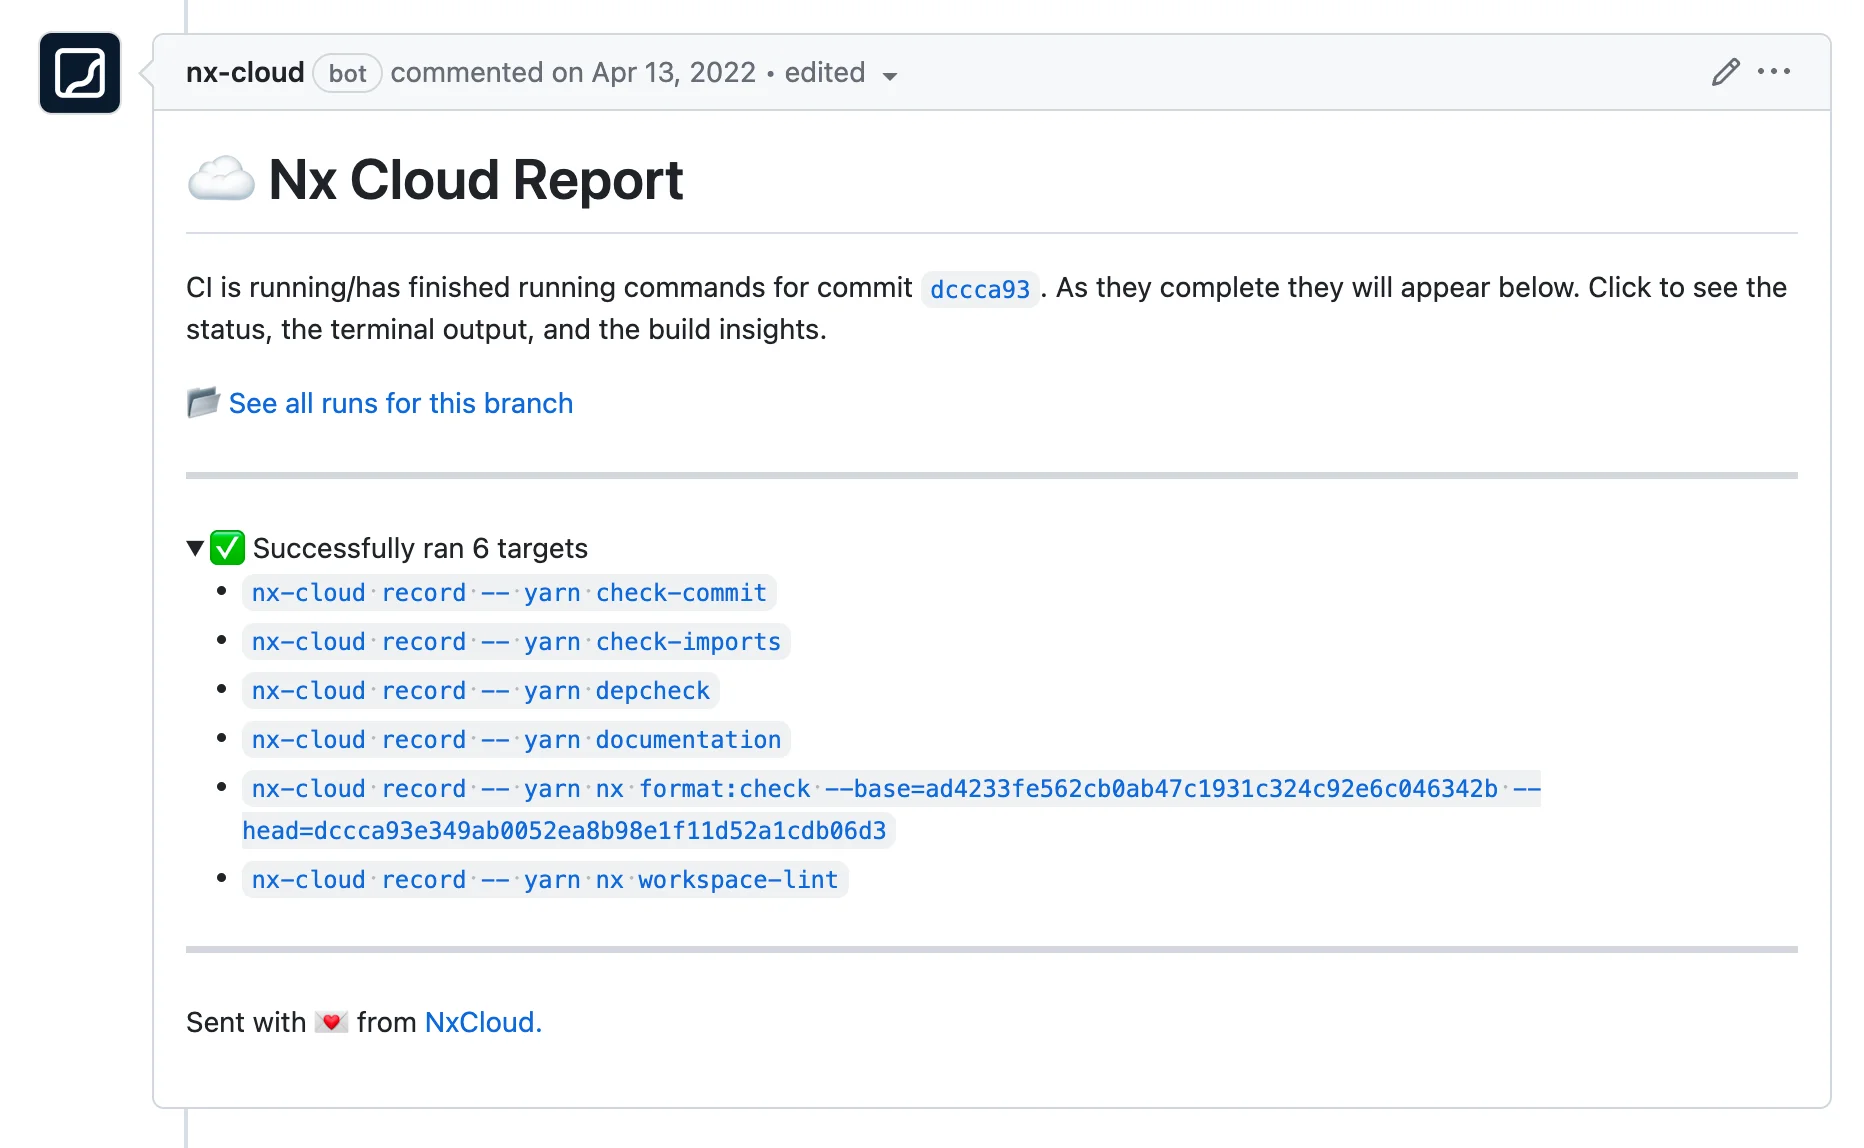 nx-cloud bot commented on Apr 13, 2022 • edited
☁️ Nx Cloud Report
CI is running/has finished running commands for commit dccca93. As they complete they will appear below. Click to see the
status, the terminal output, and the build insights.
📂 See all runs for this branch
▼ ✅ Successfully ran 6 targets
• nx-cloud record -- yarn check-commit
• nx-cloud record -- yarn check-imports
• nx-cloud record -- yarn depcheck
• nx-cloud record -- yarn documentation
• nx-cloud record -- yarn nx format:check --base=ad4233fe562cb0ab47c1931c324c92e6c046342b --
head=dccca93e349ab0052ea8b98e1f11d52a1cdb06d3
• nx-cloud record -- yarn nx workspace-lint
Sent with 💌 from NxCloud.